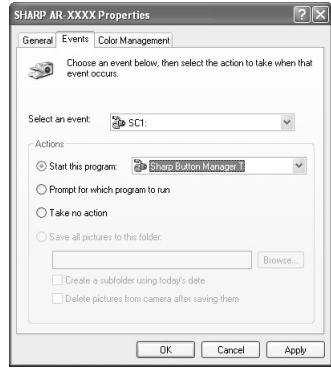 SHARP AR-XXXX Properties
General Events Color Management
Choose an event below, then select the action to take when that
event occurs.
Select an event: SC1:
Actions
Start this program: Sharp Button Manager T
Prompt for which program to run
Take no action
Save all pictures to this folder:
Browse...
Create a subfolder using today's date
Delete pictures from camera after saving them
OK Cancel Apply